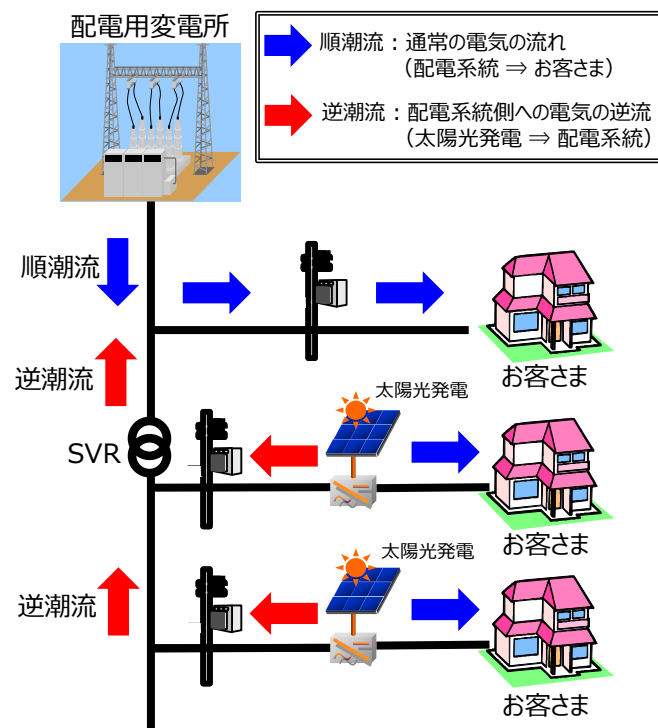 配電用変電所
順潮流：通常の電気の流れ
（配電系統 ⇒ お客さま）
逆潮流：配電系統側への電気の逆流
（太陽光発電 ⇒ 配電系統）
順潮流
逆潮流
お客さま
太陽光発電
SVR
お客さま
太陽光発電
逆潮流
お客さま